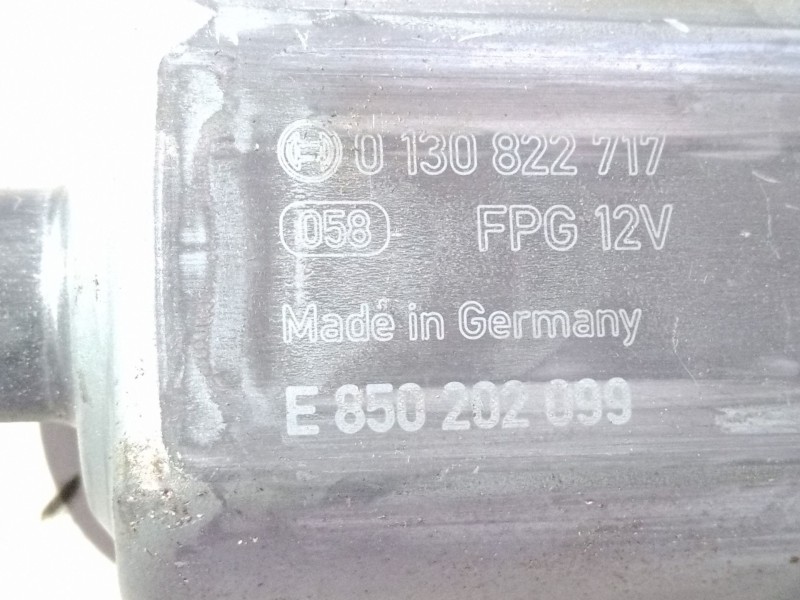 0 130 822 717
058 FPG 12V
Made in Germany
E 850 202 099